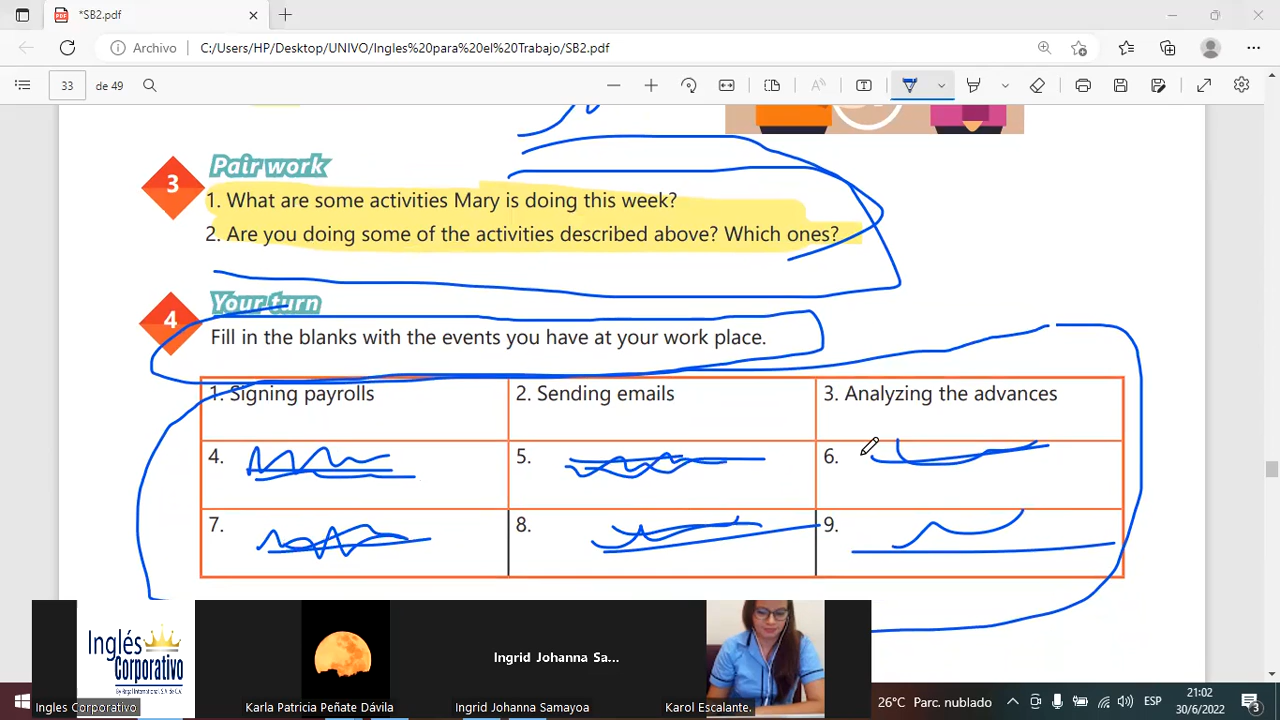 *SB2.pdf
Archivo
C:/Users/HP/Desktop/UNIVO/Ingles%20para%20el%20Trabajo/SB2.pdf
33
de 49
3
Pair work
1. What are some activities Mary is doing this week?
2. Are you doing some of the activities described above? Which ones?
4
Your turn
Fill in the blanks with the events you have at your work place.
1. Signing payrolls
2. Sending emails
3. Analyzing the advances
4.
5.
6.
7.
8.
9.
Inglés
Corporativo
Ingrid Johanna Sa...
Ingles Corporativo
Karla Patricia Peñate Dávila
Ingrid Johanna Samayoa
Karol Escalante.
26°C Parc. nublado
ESP
21:02
30/6/2022
3